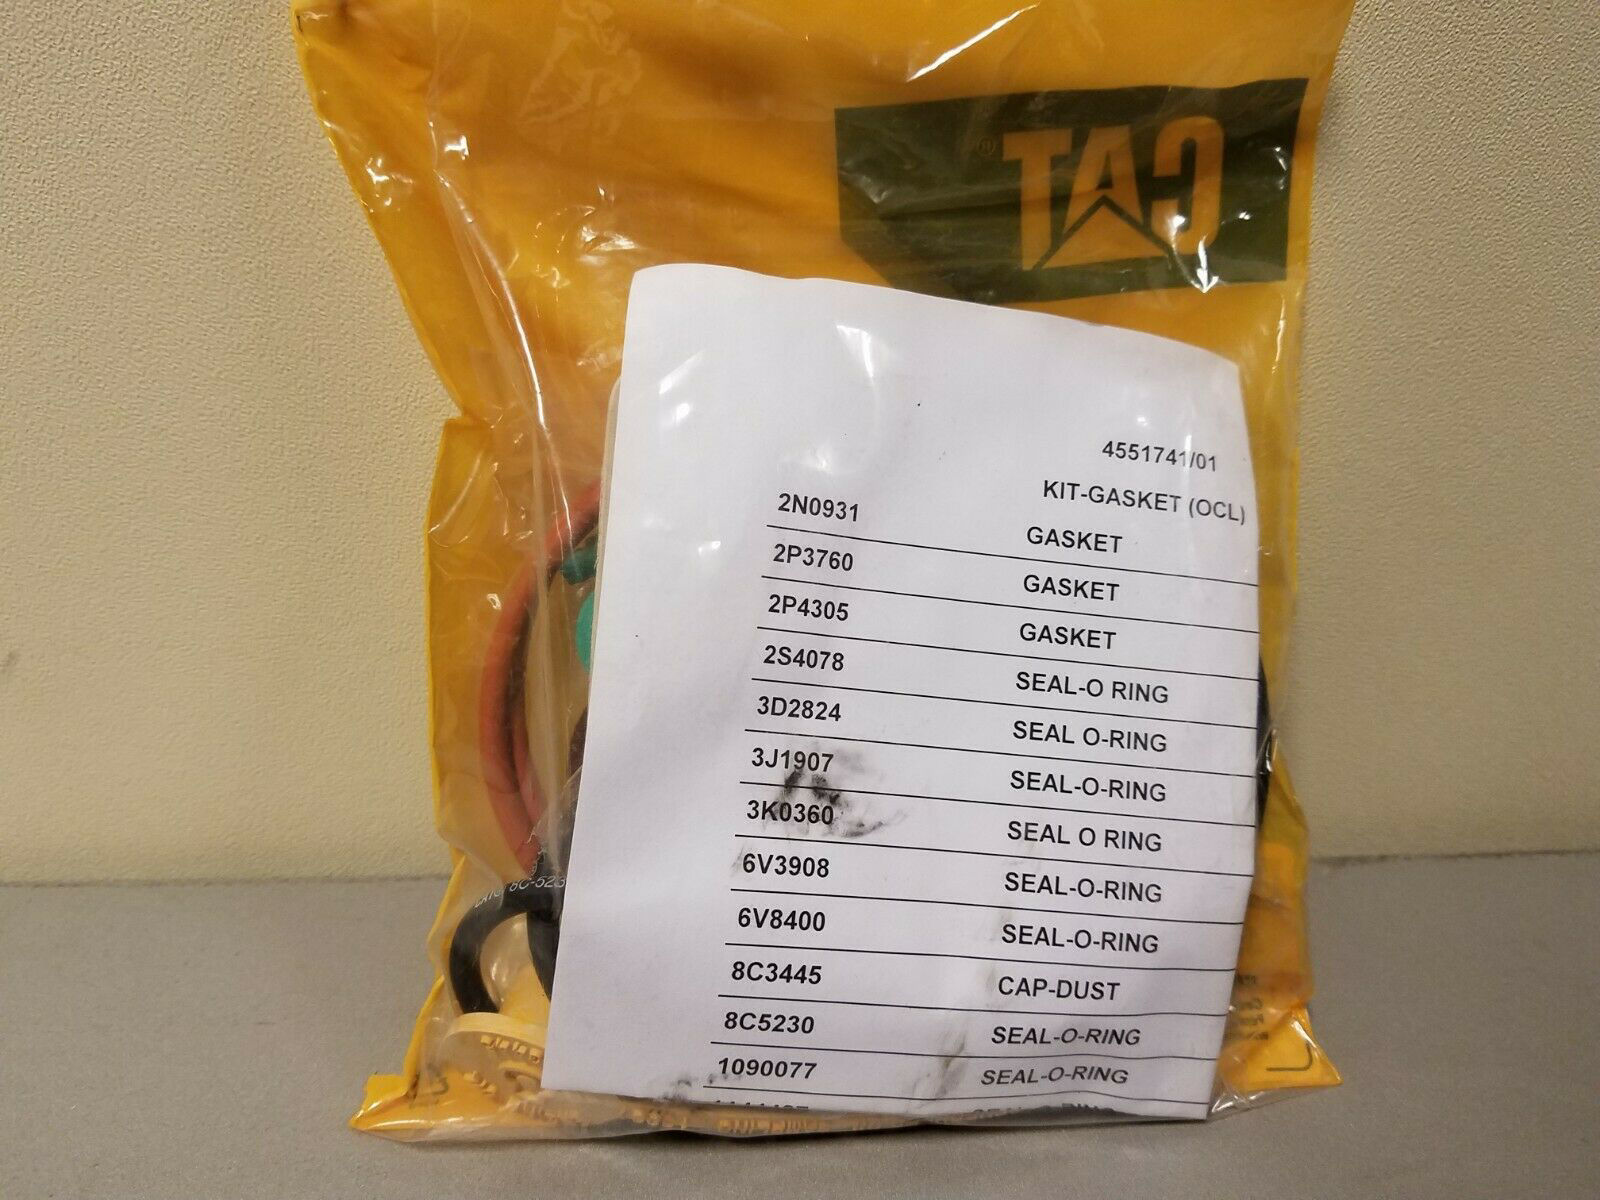 CAT®
4551741/01
KIT-GASKET (OCL)
2N0931 GASKET
2P3760 GASKET
2P4305 GASKET
2S4078 SEAL-O RING
3D2824 SEAL O-RING
3J1907 SEAL-O-RING
3K0360 SEAL O RING
6V3908 SEAL-O-RING
6V8400 SEAL-O-RING
8C3445 CAP-DUST
8C5230 SEAL-O-RING
1090077 SEAL-O-RING
8C-523